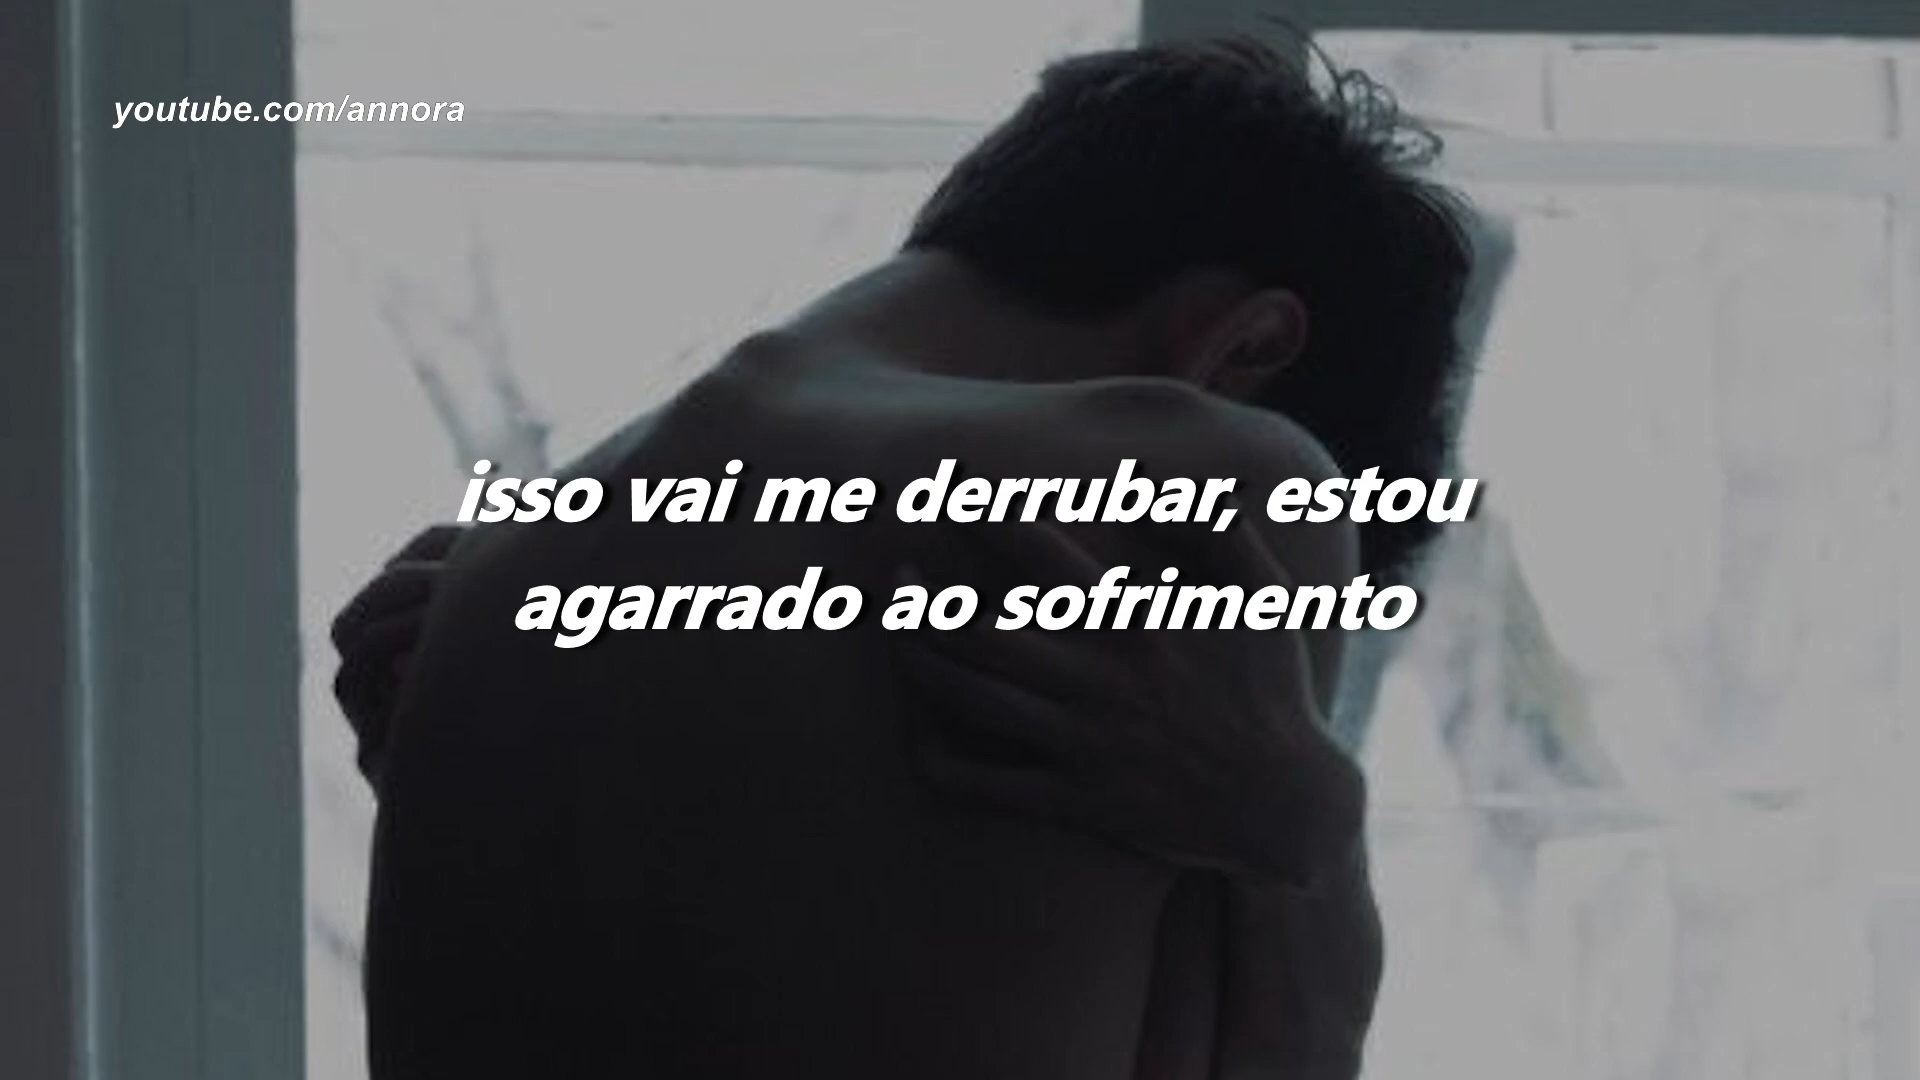 youtube.com/annora
isso vai me derrubar, estou
agarrado ao sofrimento